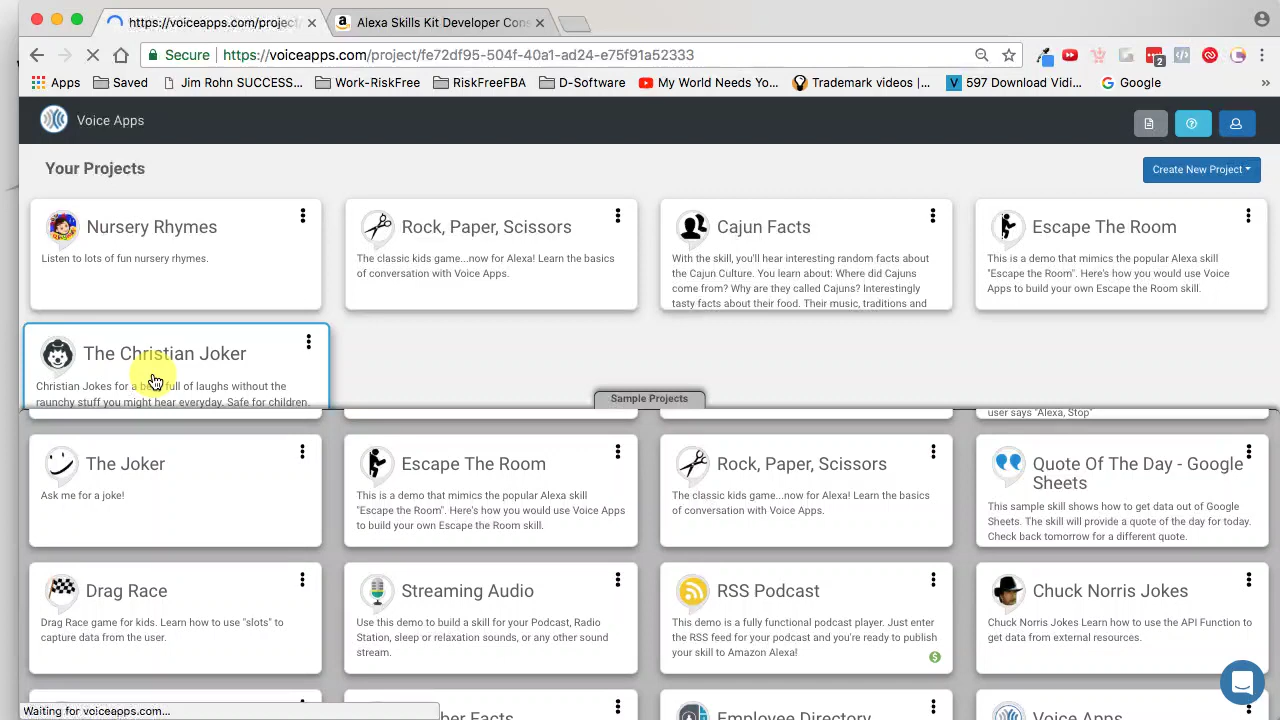 https://voiceapps.com/project
Alexa Skills Kit Developer Cons
Secure https://voiceapps.com/project/fe72df95-504f-40a1-ad24-e75f91a52333
Apps Saved Jim Rohn SUCCESS... Work-RiskFree RiskFreeFBA D-Software My World Needs Yo... Trademark videos |... 597 Download Vidi... Google
2
Voice Apps
Your Projects
Create New Project
Nursery Rhymes
Listen to lots of fun nursery rhymes.
Rock, Paper, Scissors
The classic kids game...now for Alexa! Learn the basics
of conversation with Voice Apps.
Cajun Facts
With the skill, you'll hear interesting random facts about
the Cajun Culture. You learn about: Where did Cajuns
come from? Why are they called Cajuns? Interestingly
tasty facts about their food. Their music, traditions and
Escape The Room
This is a demo that mimics the popular Alexa skill
"Escape the Room". Here's how you would use Voice
Apps to build your own Escape the Room skill.
The Christian Joker
Christian Jokes for a full of laughs without the
raunchy stuff you might hear everyday. Safe for children.
Sample Projects
user says "Alexa, Stop"
The Joker
Ask me for a joke!
Escape The Room
This is a demo that mimics the popular Alexa skill
"Escape the Room". Here's how you would use Voice Apps
to build your own Escape the Room skill.
Rock, Paper, Scissors
The classic kids game...now for Alexa! Learn the basics
of conversation with Voice Apps.
Quote Of The Day - Google
Sheets
This sample skill shows how to get data out of Google
Sheets. The skill will provide a quote of the day for today.
Check back tomorrow for a different quote.
Drag Race
Drag Race game for kids. Learn how to use "slots" to
capture data from the user.
Streaming Audio
Use this demo to build a skill for your Podcast, Radio
Station, sleep or relaxation sounds, or any other sound
stream.
RSS Podcast
This demo is a fully functional podcast player. Just enter
the RSS feed for your podcast and you're ready to publish
your skill to Amazon Alexa!
Chuck Norris Jokes
Chuck Norris Jokes Learn how to use the API Function to
get data from external resources.
Waiting for voiceapps.com...
ber Facts
Employee Directory
Voice Apps